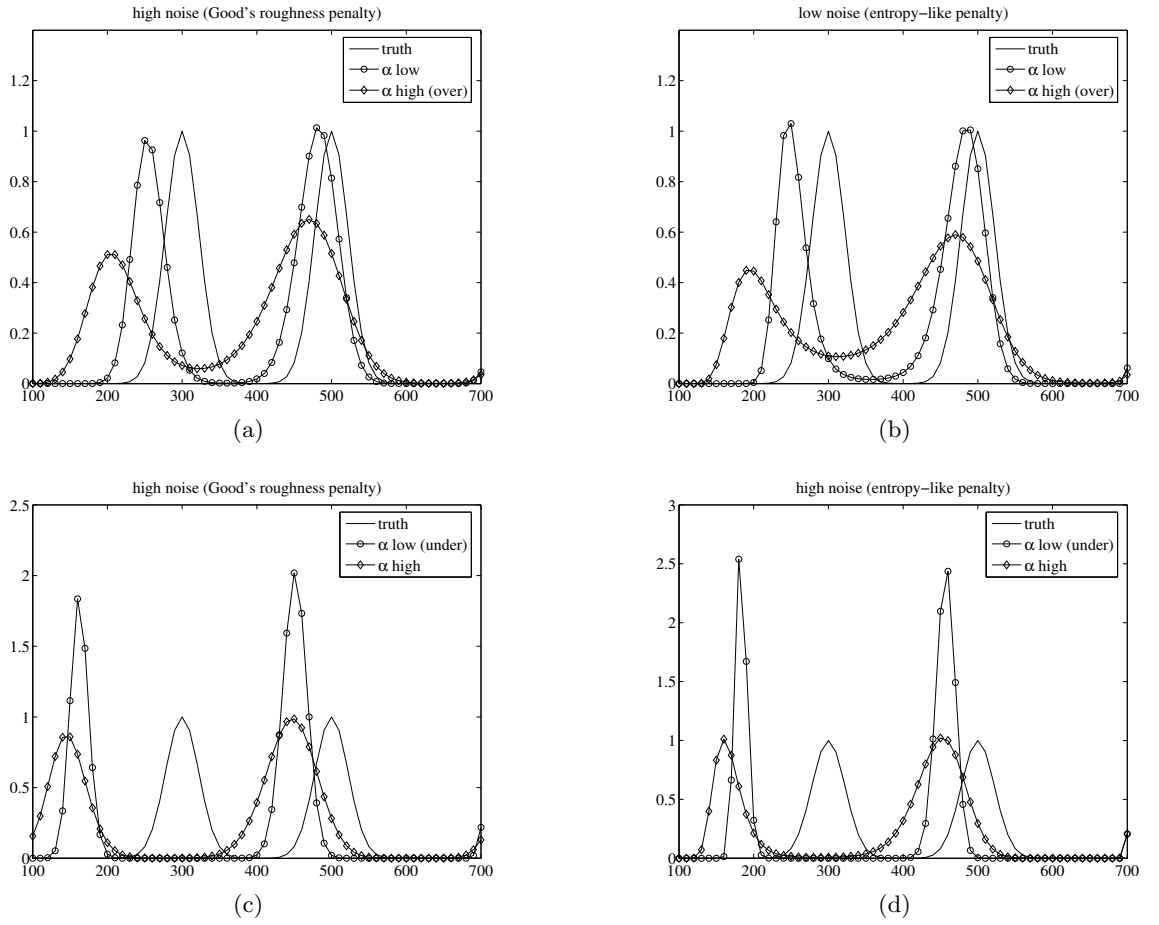 high noise (Good's roughness penalty)
truth
α low
α high (over)
1.2
1
0.8
0.6
0.4
0.2
0
100 200 300 400 500 600 700
(a)
low noise (entropy−like penalty)
truth
α low
α high (over)
1.2
1
0.8
0.6
0.4
0.2
0
100 200 300 400 500 600 700
(b)
high noise (Good's roughness penalty)
truth
α low (under)
α high
2.5
2
1.5
1
0.5
0
100 200 300 400 500 600 700
(c)
high noise (entropy−like penalty)
truth
α low (under)
α high
3
2.5
2
1.5
1
0.5
0
100 200 300 400 500 600 700
(d)